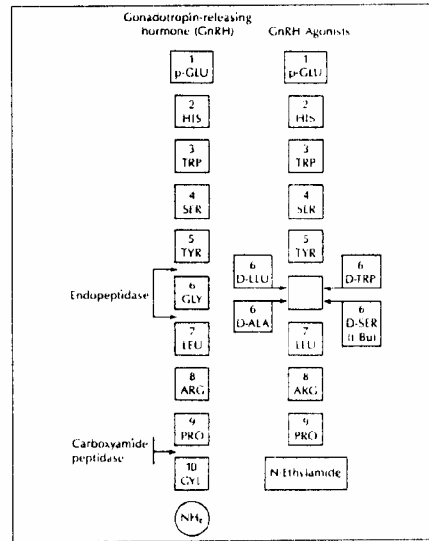 Gonadotropin-releasing
hormone (GnRH)
GnRH Agonists
1
p-GLU
1
p-GLU
2
HIS
2
HIS
3
TRP
3
TRP
4
SER
4
SER
5
TYR
5
TYR
Endopeptidase
6
GLY
6
D-LEU
6
D-TRP
6
D-ALA
6
D-SER
(t Bu)
7
LEU
7
LEU
8
ARG
8
ARG
9
PRO
9
PRO
Carboxyamide
peptidase
10
GYL
N-Ethylamide